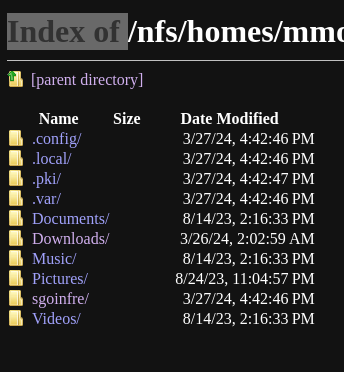 Index of /nfs/homes/mmo
[parent directory]
Name Size Date Modified
.config/ 3/27/24, 4:42:46 PM
.local/ 3/27/24, 4:42:46 PM
.pki/ 3/27/24, 4:42:47 PM
.var/ 3/27/24, 4:42:46 PM
Documents/ 8/14/23, 2:16:33 PM
Downloads/ 3/26/24, 2:02:59 AM
Music/ 8/14/23, 2:16:33 PM
Pictures/ 8/24/23, 11:04:57 PM
sgoinfre/ 3/27/24, 4:42:46 PM
Videos/ 8/14/23, 2:16:33 PM